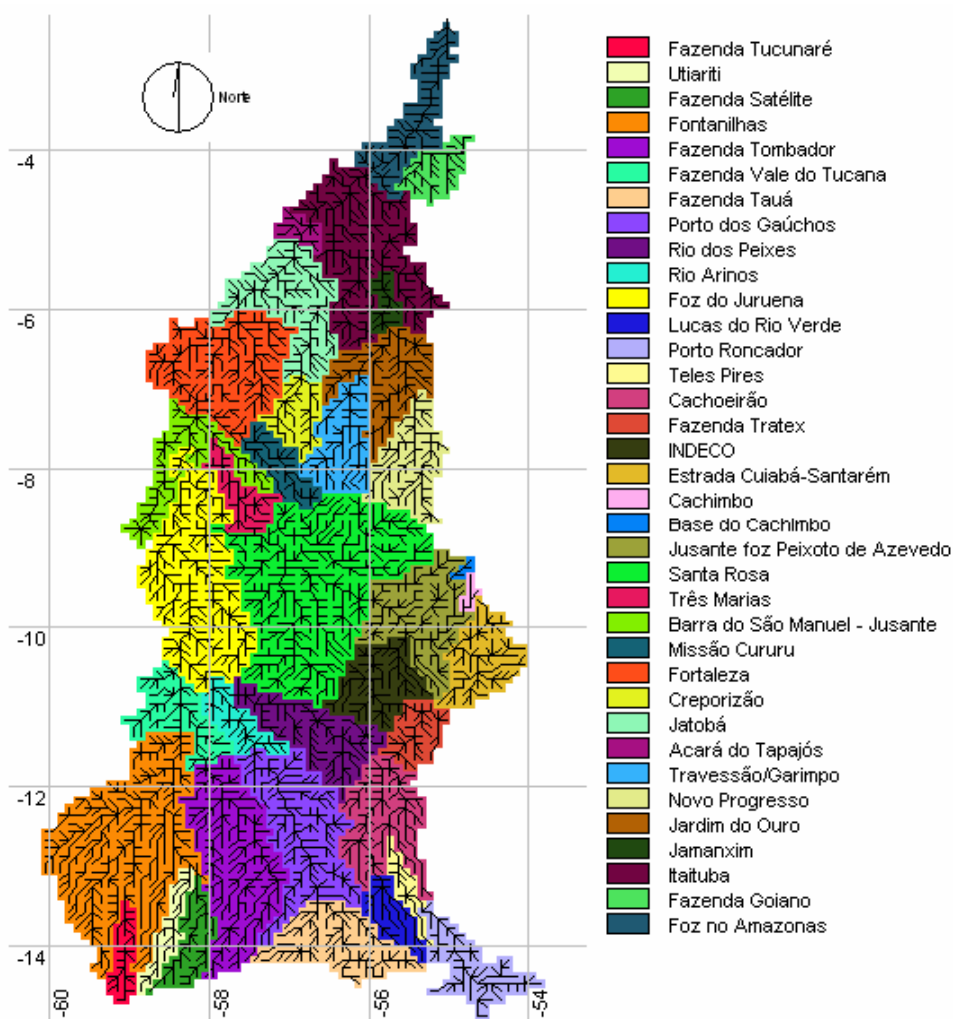 Norte
-4
-6
-8
-10
-12
-14
-60
-58
-56
-54
Fazenda Tucunaré
Utiariti
Fazenda Satélite
Fontanilhas
Fazenda Tombador
Fazenda Vale do Tucana
Fazenda Tauá
Porto dos Gaúchos
Rio dos Peixes
Rio Arinos
Foz do Juruena
Lucas do Rio Verde
Porto Roncador
Teles Pires
Cachoeirão
Fazenda Tratex
INDECO
Estrada Cuiabá-Santarém
Cachimbo
Base do Cachimbo
Jusante foz Peixoto de Azevedo
Santa Rosa
Três Marias
Barra do São Manuel - Jusante
Missão Cururu
Fortaleza
Creporizão
Jatobá
Acará do Tapajós
Travessão/Garimpo
Novo Progresso
Jardim do Ouro
Jamanxim
Itaituba
Fazenda Goiano
Foz no Amazonas